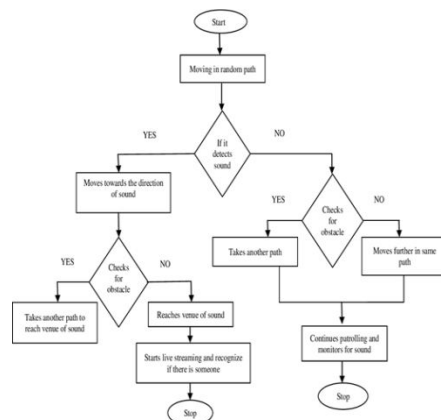 Start
Moving in random path
YES
NO
If it
detects
sound
Moves towards the direction
of sound
YES
NO
Checks
for
obstacle
YES
NO
Checks
for
obstacle
Takes another path
Moves further in same
path
Takes another path to
reach venue of sound
Reaches venue of sound
Starts live streaming and recognize
if there is someone
Continues patrolling and
monitors for sound
Stop
Stop